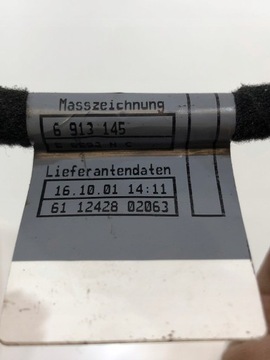 Masszeichnung
6 913 145
Lieferantendaten
16.10.01 14:11
61 12428 02063